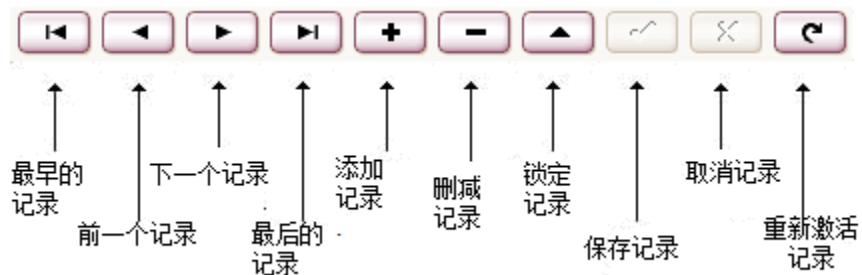 最早的
记录
前一个记录
下一个记录
最后的
记录
添加
记录
删减
记录
锁定
记录
保存记录
取消记录
重新激活
记录